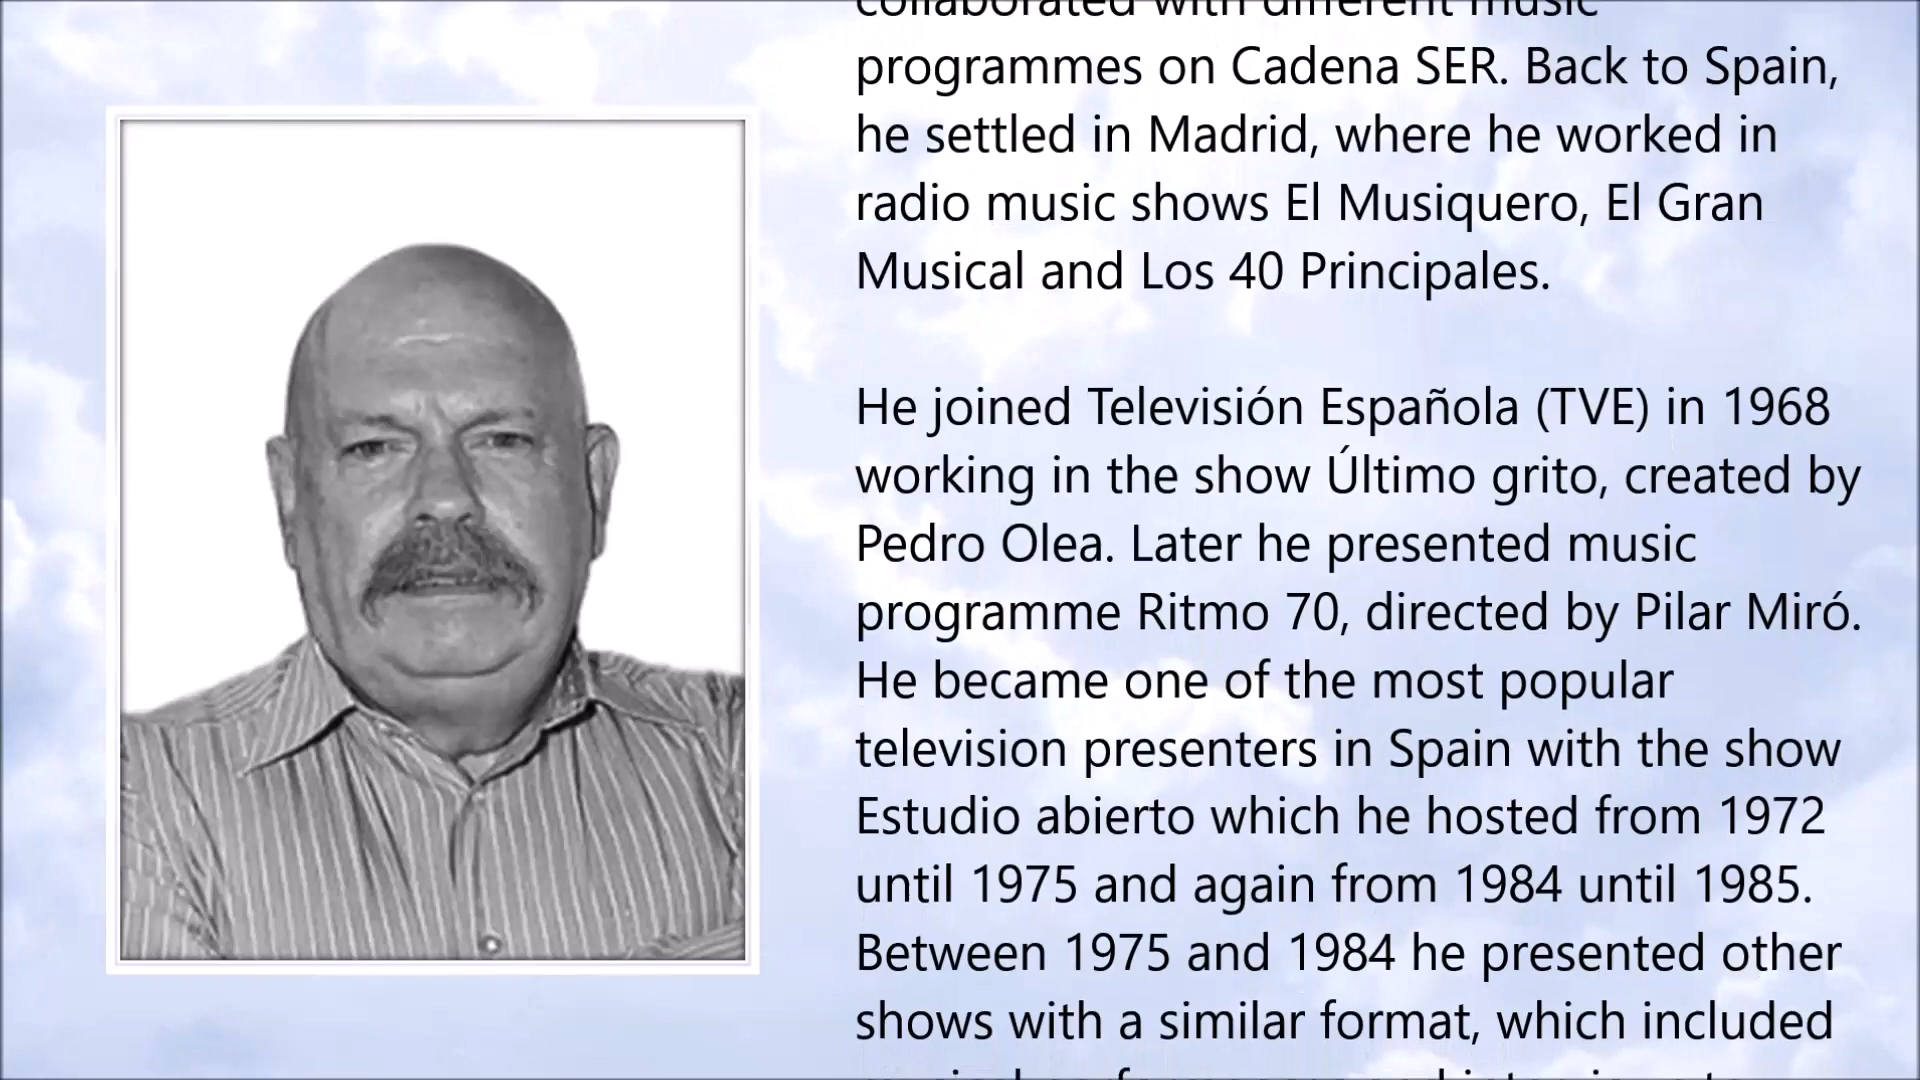 collaborated with different music
programmes on Cadena SER. Back to Spain,
he settled in Madrid, where he worked in
radio music shows El Musiquero, El Gran
Musical and Los 40 Principales.
He joined Televisión Española (TVE) in 1968
working in the show Último grito, created by
Pedro Olea. Later he presented music
programme Ritmo 70, directed by Pilar Miró.
He became one of the most popular
television presenters in Spain with the show
Estudio abierto which he hosted from 1972
until 1975 and again from 1984 until 1985.
Between 1975 and 1984 he presented other
shows with a similar format, which included